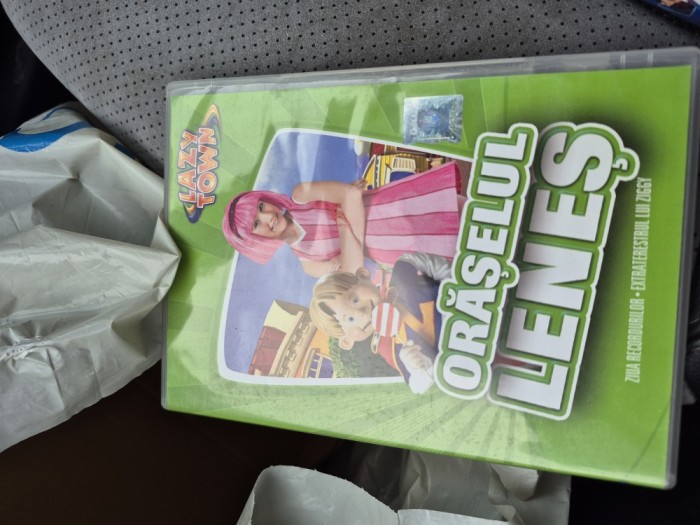 LAZY
TOWN
ORĂȘELUL
LENEȘ
ZIUA RECORDURILOR • EXTRATERESTRUL LUI ZIGGY